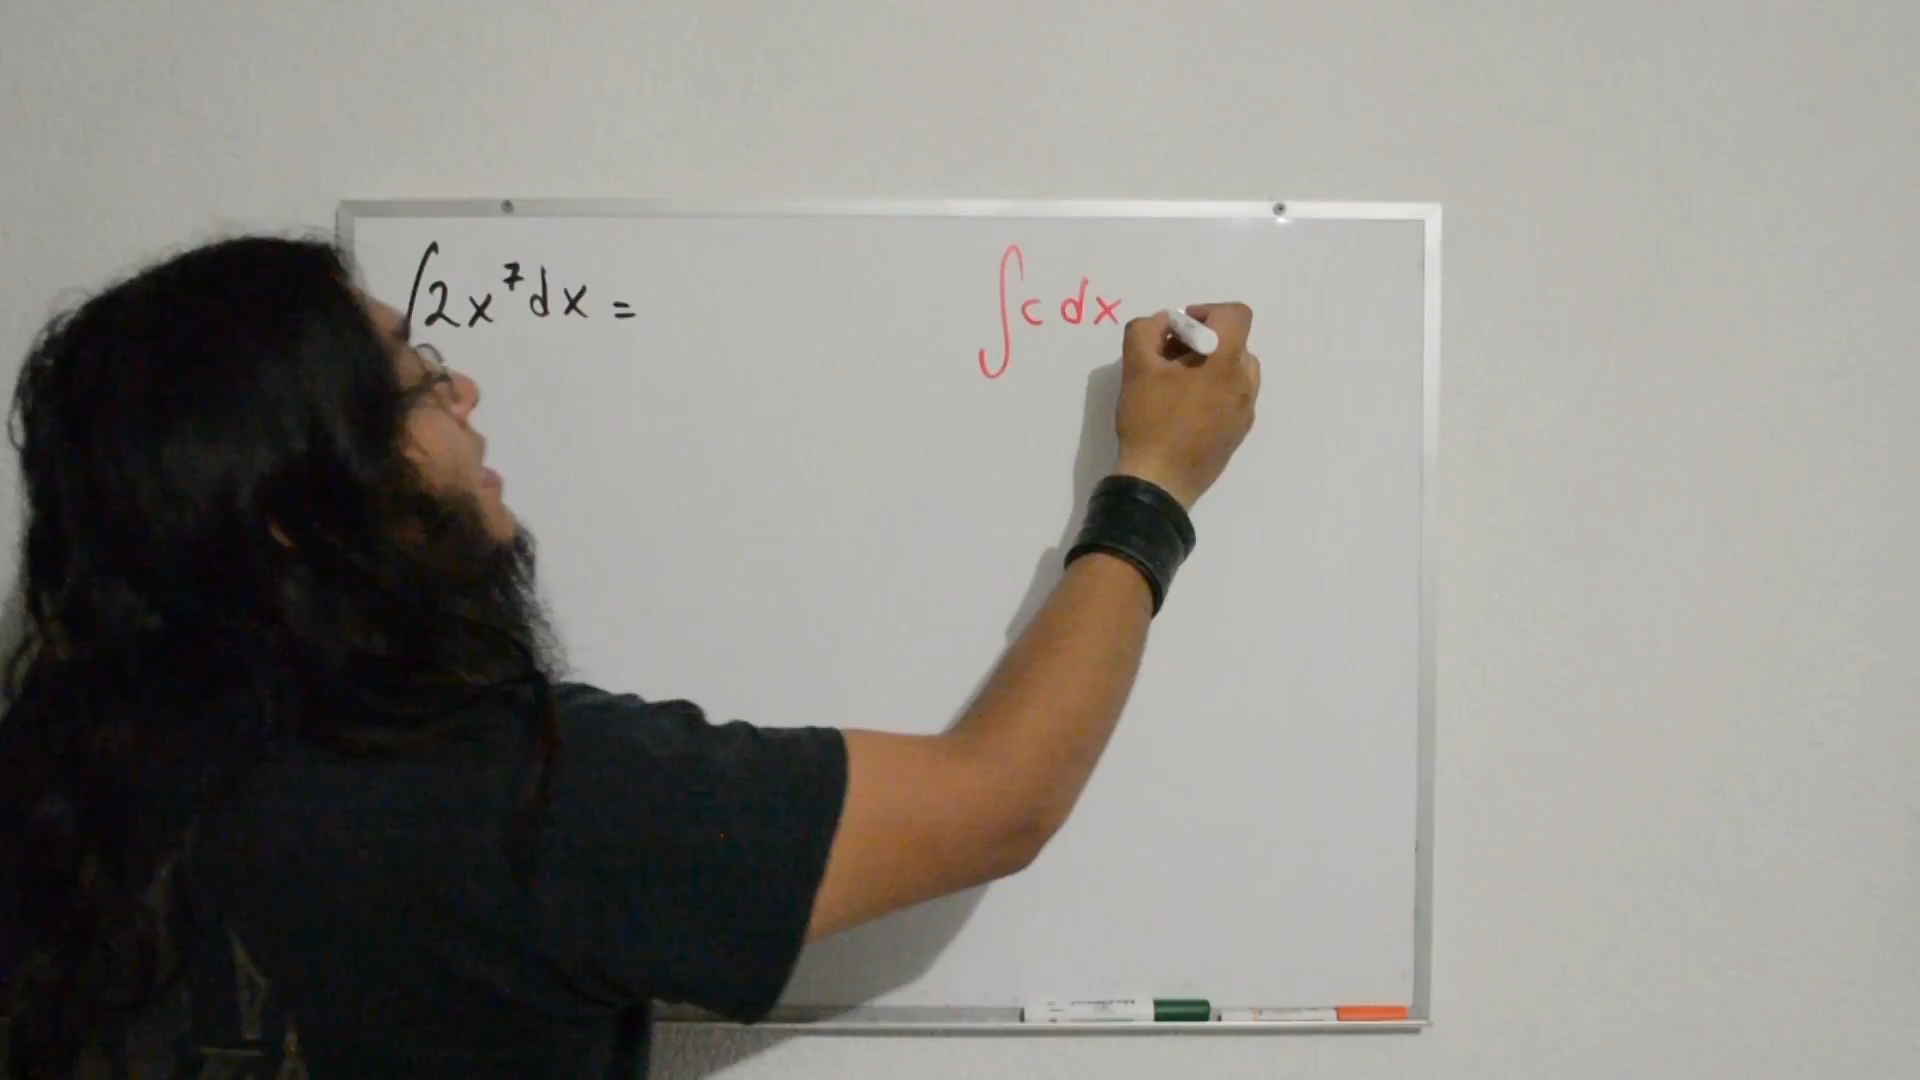 ∫2x⁷dx =
∫c dx